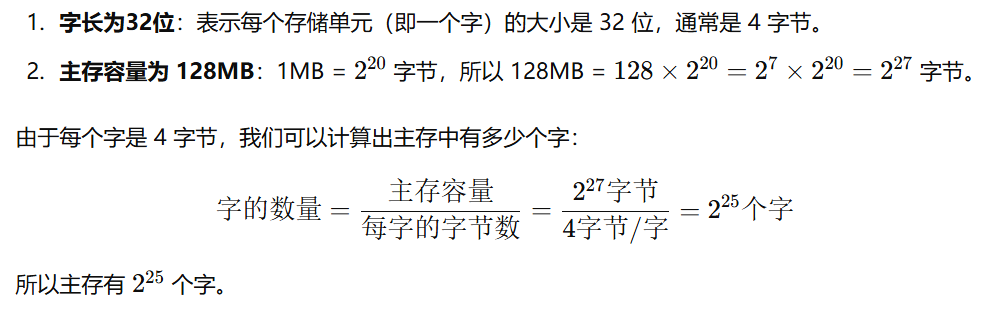 1. 字长为32位：表示每个存储单元（即一个字）的大小是 32 位，通常是 4 字节。
2. 主存容量为 128MB：1MB = 2^20 字节，所以 128MB = 128 × 2^20 = 2^7 × 2^20 = 2^27 字节。
由于每个字是 4 字节，我们可以计算出主存中有多少个字：
字的数量 = 主存容量/每字的字节数 = 2^27字节/4字节/字 = 2^25个字
所以主存有 2^25 个字。